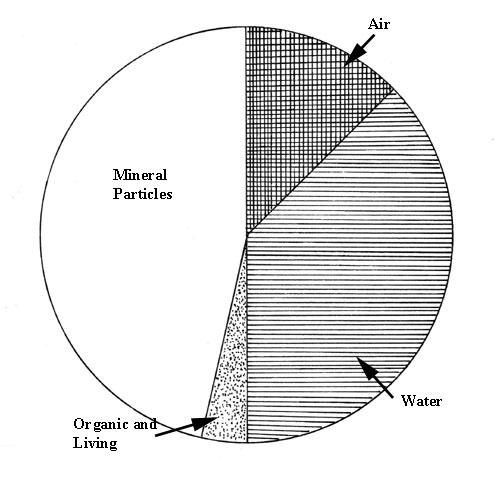 Air
Mineral
Particles
Water
Organic and
Living